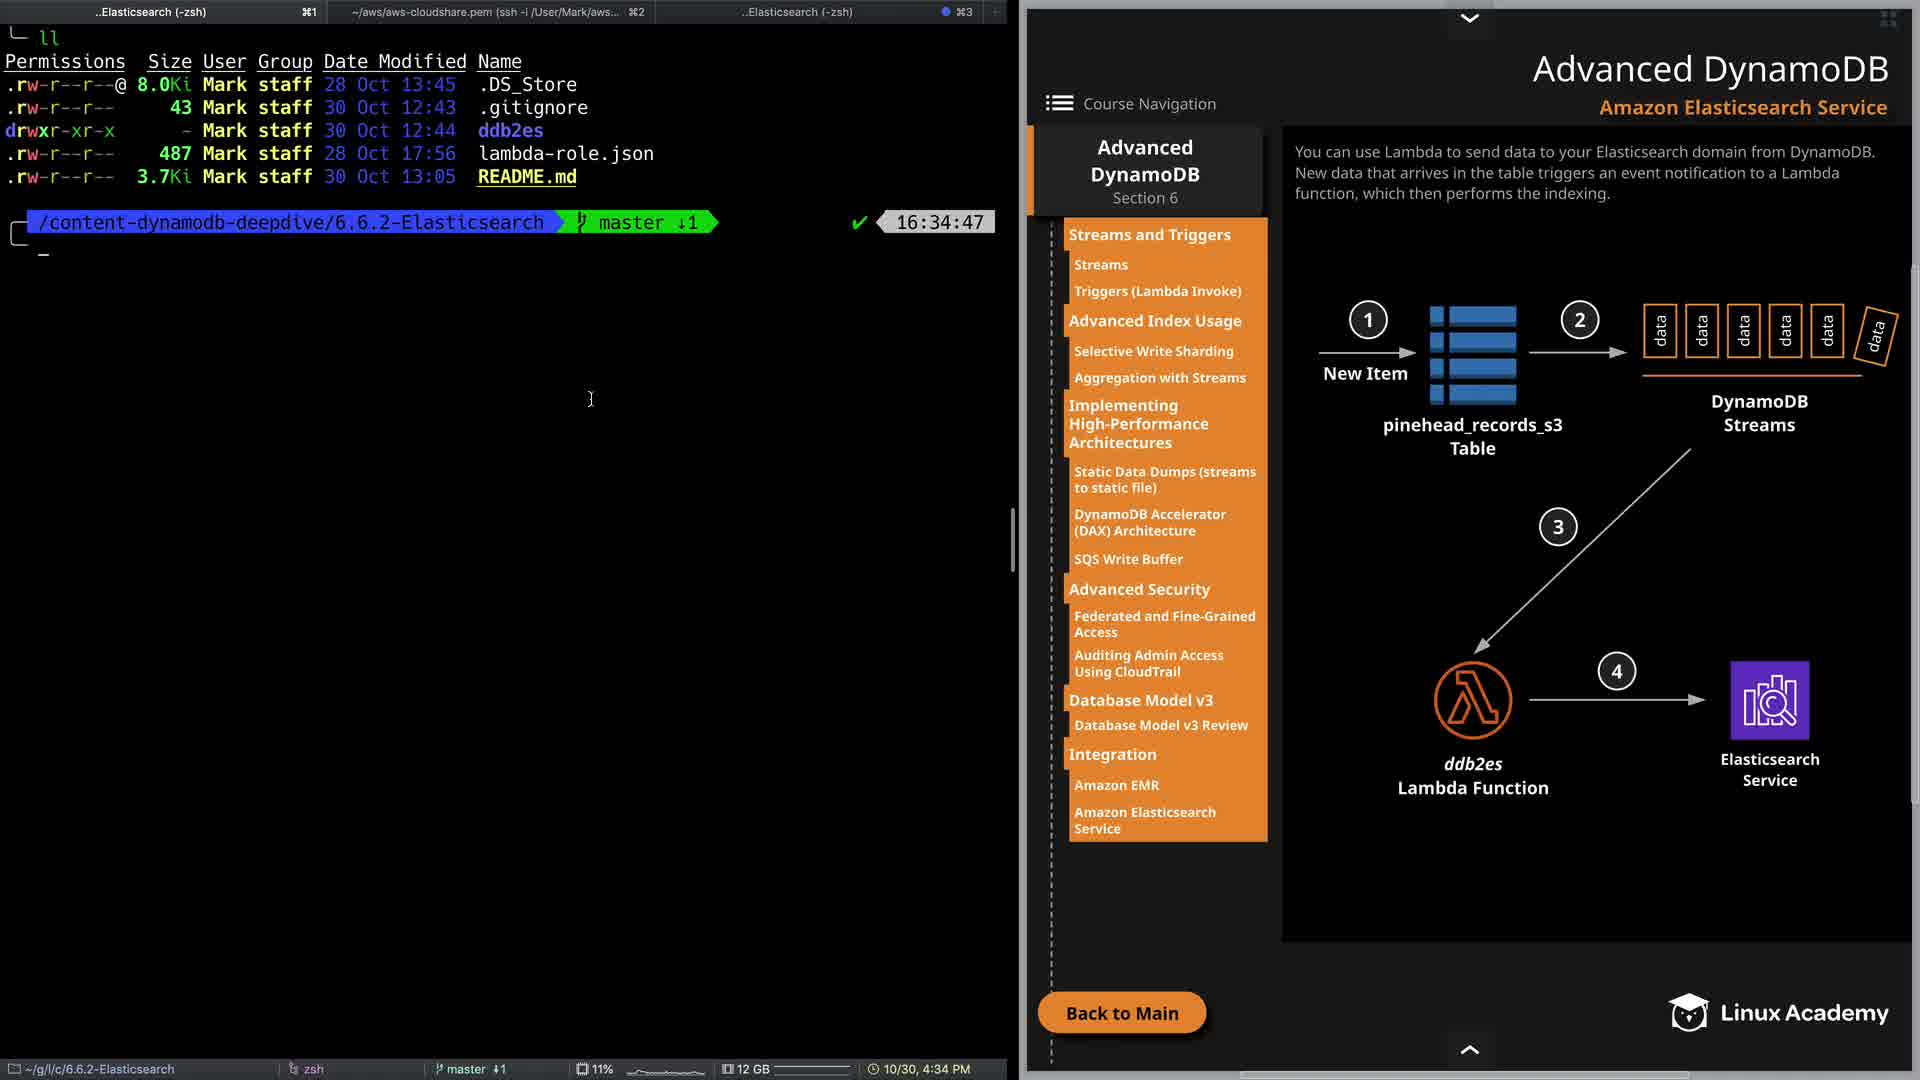 ..Elasticsearch (-zsh) ⌘1 ~/aws/aws-cloudshare.pem (ssh -i /User/Mark/aws... ⌘2 ..Elasticsearch (-zsh) ⌘3
ll
Permissions Size User Group Date Modified Name
.rw-r--r--@ 8.0Ki Mark staff 28 Oct 13:45 .DS_Store
.rw-r--r-- 43 Mark staff 30 Oct 12:43 .gitignore
drwxr-xr-x - Mark staff 30 Oct 12:44 ddb2es
.rw-r--r-- 487 Mark staff 28 Oct 17:56 lambda-role.json
.rw-r--r-- 3.7Ki Mark staff 30 Oct 13:05 README.md
/content-dynamodb-deepdive/6.6.2-Elasticsearch master ↓1 ✓ 16:34:47
~/g/l/c/6.6.2-Elasticsearch zsh master ↓1 11% 12 GB 10/30, 4:34 PM
Advanced DynamoDB
Amazon Elasticsearch Service
Course Navigation
Advanced
DynamoDB
Section 6
Streams and Triggers
Streams
Triggers (Lambda Invoke)
Advanced Index Usage
Selective Write Sharding
Aggregation with Streams
Implementing
High-Performance
Architectures
Static Data Dumps (streams
to static file)
DynamoDB Accelerator
(DAX) Architecture
SQS Write Buffer
Advanced Security
Federated and Fine-Grained
Access
Auditing Admin Access
Using CloudTrail
Database Model v3
Database Model v3 Review
Integration
Amazon EMR
Amazon Elasticsearch
Service
Back to Main
You can use Lambda to send data to your Elasticsearch domain from DynamoDB.
New data that arrives in the table triggers an event notification to a Lambda
function, which then performs the indexing.
1
New Item
pinehead_records_s3
Table
2
data data data data data data
DynamoDB
Streams
3
ddb2es
Lambda Function
4
Elasticsearch
Service
Linux Academy